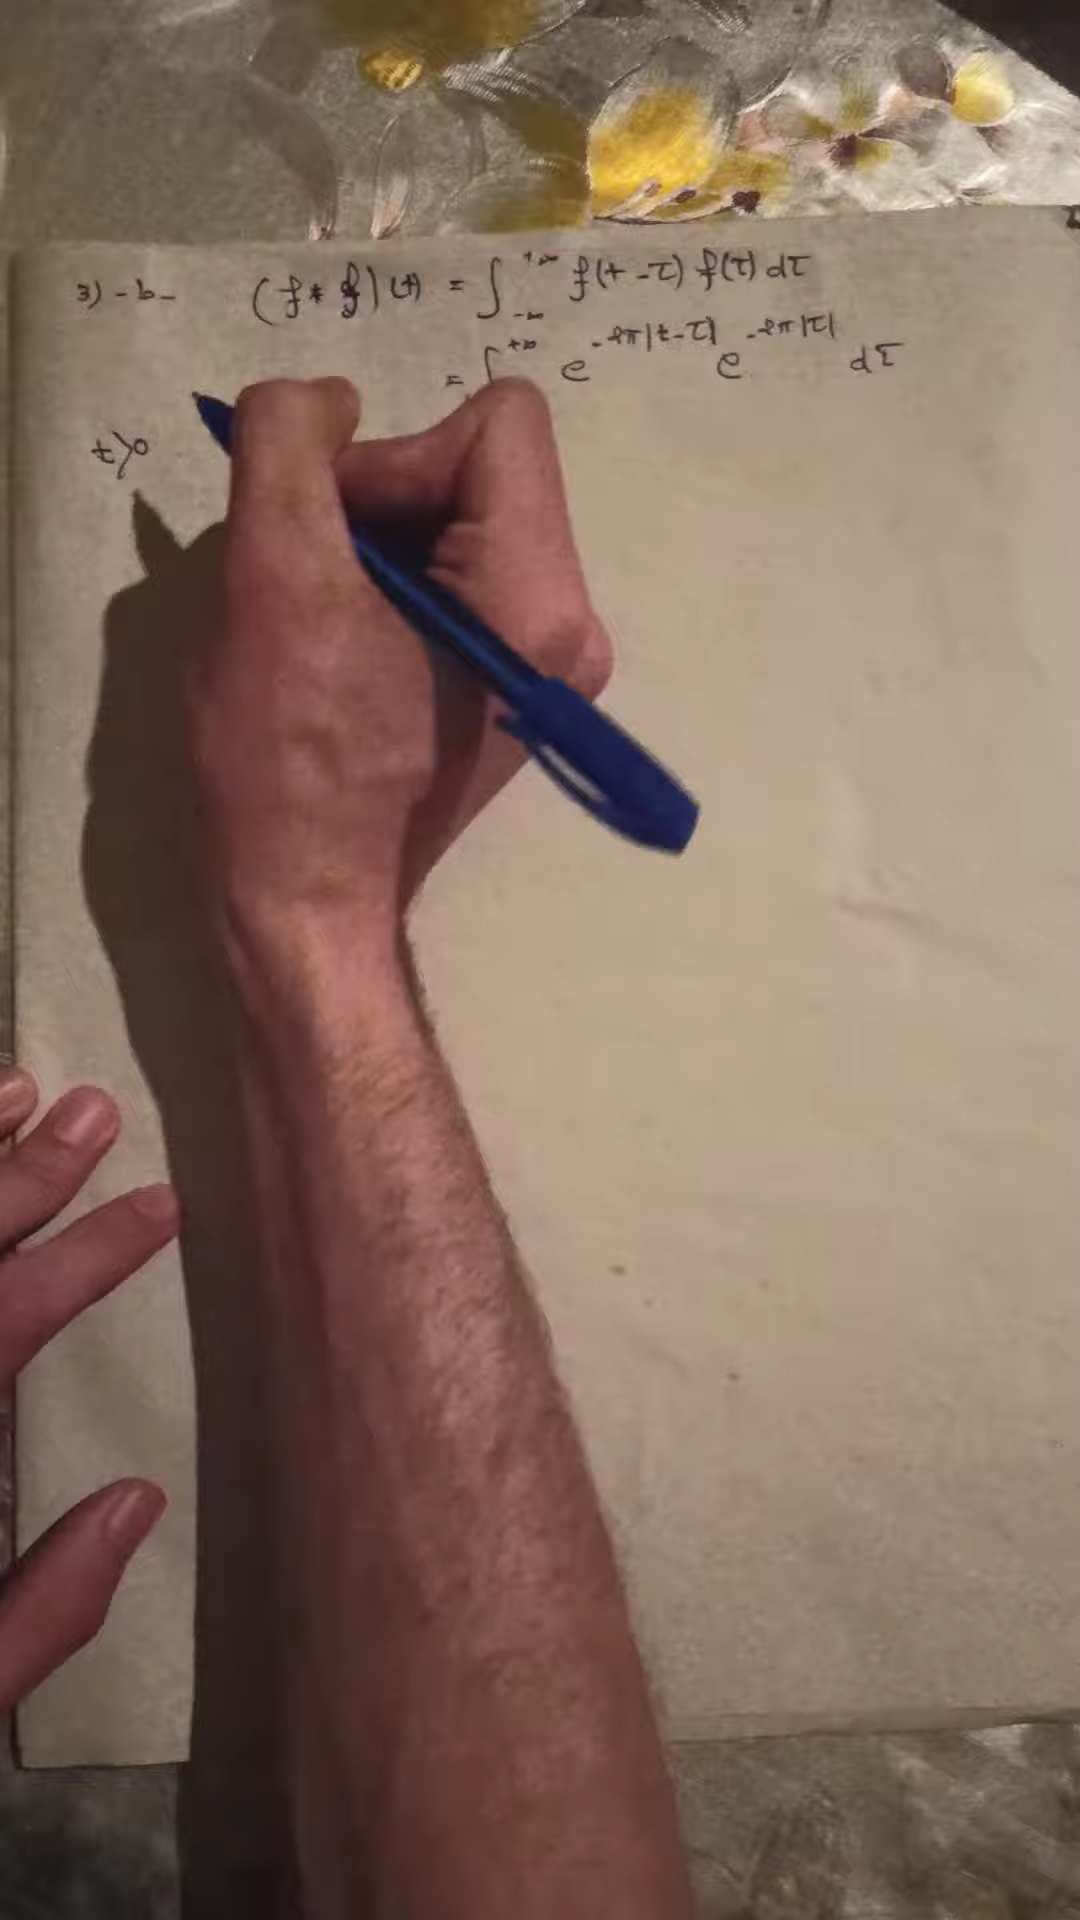 3) - b - (f * f)(t) = ∫_{-∞}^{+∞} f(t - τ) f(τ) dτ
= ∫^{+∞} e^{-2π|t-τ|} e^{-2π|τ|} dτ
t>0